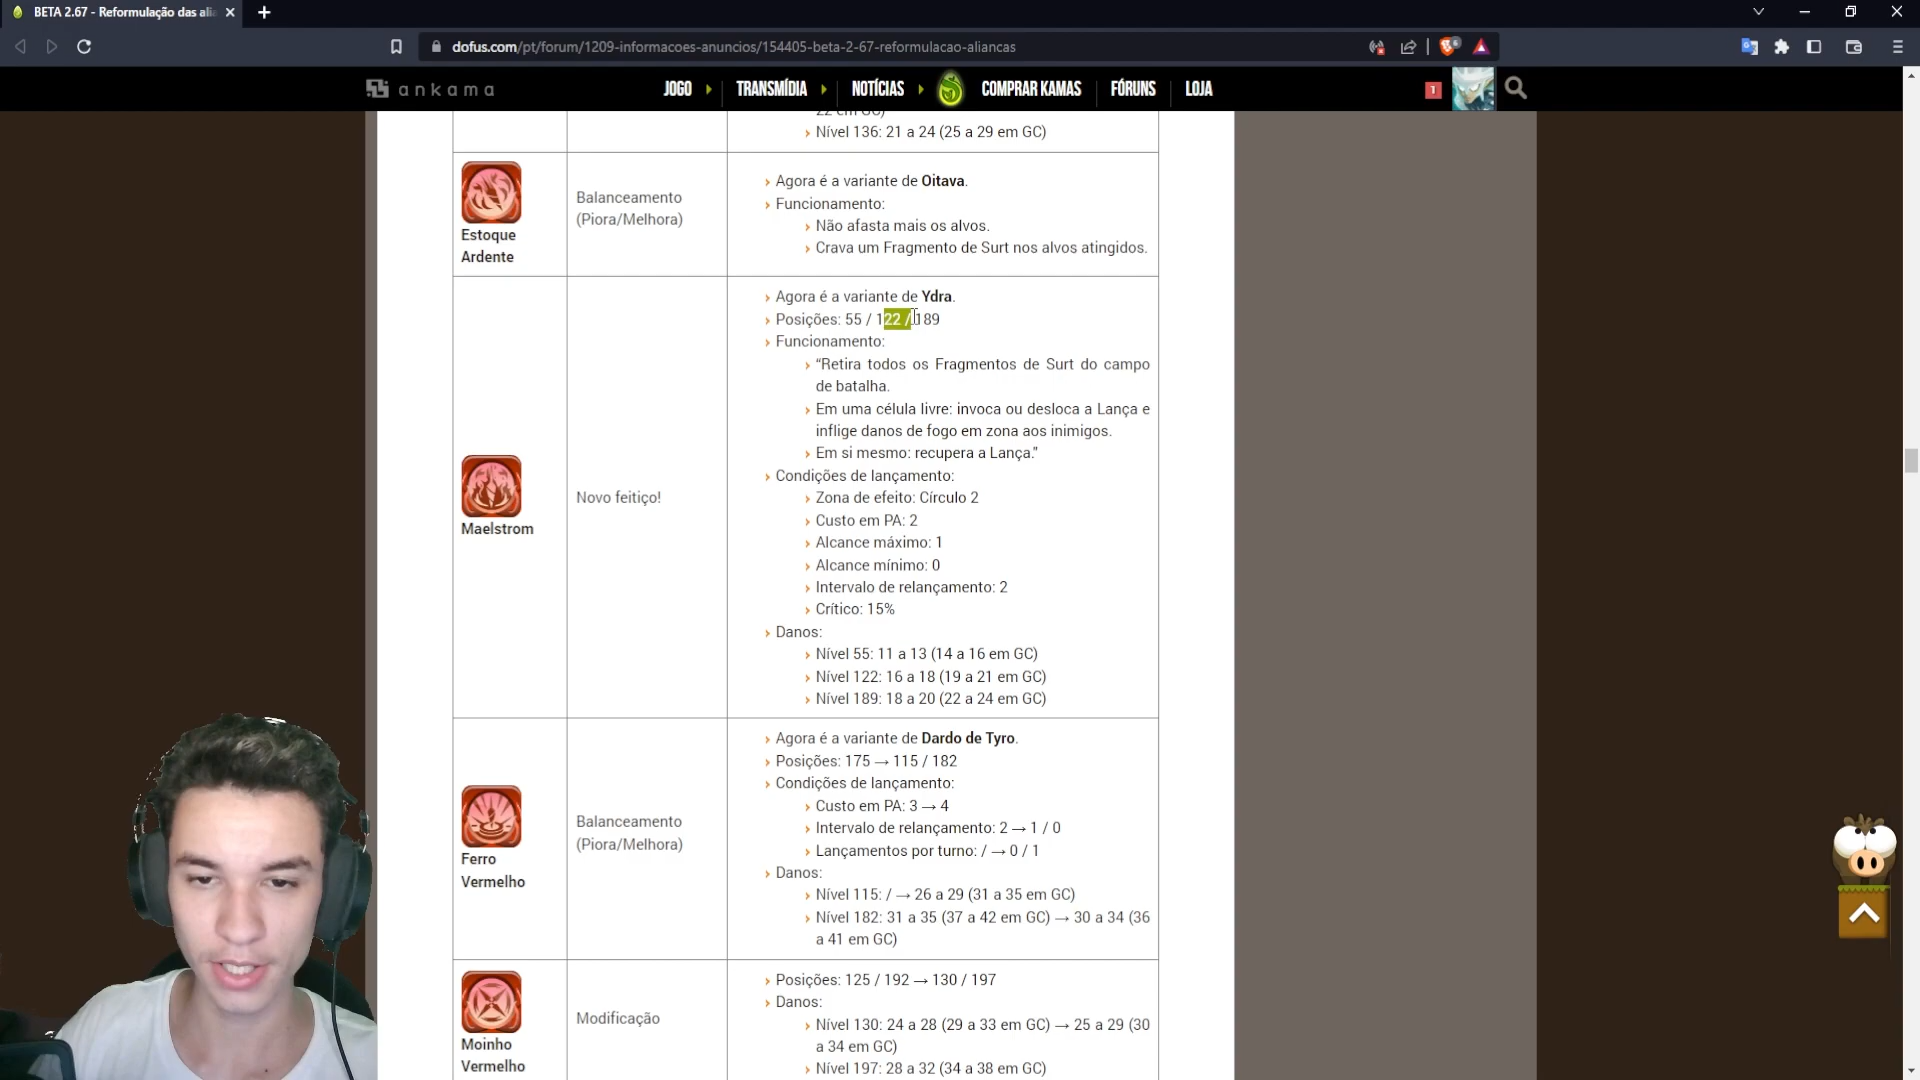 BETA 2.67 - Reformulação das alia
dofus.com/pt/forum/1209-informacoes-anuncios/154405-beta-2-67-reformulacao-aliancas
ankama JOGO TRANSMÍDIA NOTÍCIAS COMPRAR KAMAS FÓRUNS LOJA 1
22 em GC)
Nível 136: 21 a 24 (25 a 29 em GC)
Estoque
Ardente
Balanceamento
(Piora/Melhora)
Agora é a variante de Oitava.
Funcionamento:
Não afasta mais os alvos.
Crava um Fragmento de Surt nos alvos atingidos.
Maelstrom
Novo feitiço!
Agora é a variante de Ydra.
Posições: 55 / 122 / 189
Funcionamento:
“Retira todos os Fragmentos de Surt do campo
de batalha.
Em uma célula livre: invoca ou desloca a Lança e
inflige danos de fogo em zona aos inimigos.
Em si mesmo: recupera a Lança."
Condições de lançamento:
Zona de efeito: Círculo 2
Custo em PA: 2
Alcance máximo: 1
Alcance mínimo: 0
Intervalo de relançamento: 2
Crítico: 15%
Danos:
Nível 55: 11 a 13 (14 a 16 em GC)
Nível 122: 16 a 18 (19 a 21 em GC)
Nível 189: 18 a 20 (22 a 24 em GC)
Ferro
Vermelho
Balanceamento
(Piora/Melhora)
Agora é a variante de Dardo de Tyro.
Posições: 175 → 115 / 182
Condições de lançamento:
Custo em PA: 3 → 4
Intervalo de relançamento: 2 → 1 / 0
Lançamentos por turno: / → 0 / 1
Danos:
Nível 115: / → 26 a 29 (31 a 35 em GC)
Nível 182: 31 a 35 (37 a 42 em GC) → 30 a 34 (36
a 41 em GC)
Moinho
Vermelho
Modificação
Posições: 125 / 192 → 130 / 197
Danos:
Nível 130: 24 a 28 (29 a 33 em GC) → 25 a 29 (30
a 34 em GC)
Nível 197: 28 a 32 (34 a 38 em GC)